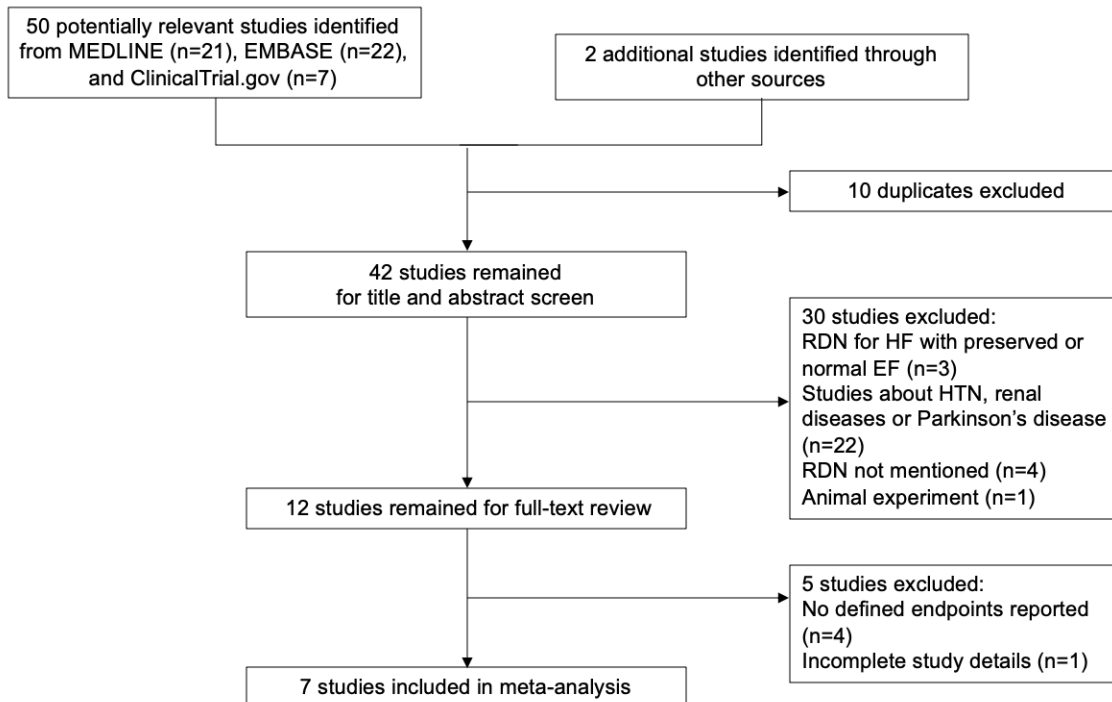 50 potentially relevant studies identified
from MEDLINE (n=21), EMBASE (n=22),
and ClinicalTrial.gov (n=7)
2 additional studies identified through
other sources
10 duplicates excluded
42 studies remained
for title and abstract screen
30 studies excluded:
RDN for HF with preserved or
normal EF (n=3)
Studies about HTN, renal
diseases or Parkinson’s disease
(n=22)
RDN not mentioned (n=4)
Animal experiment (n=1)
12 studies remained for full-text review
5 studies excluded:
No defined endpoints reported
(n=4)
Incomplete study details (n=1)
7 studies included in meta-analysis